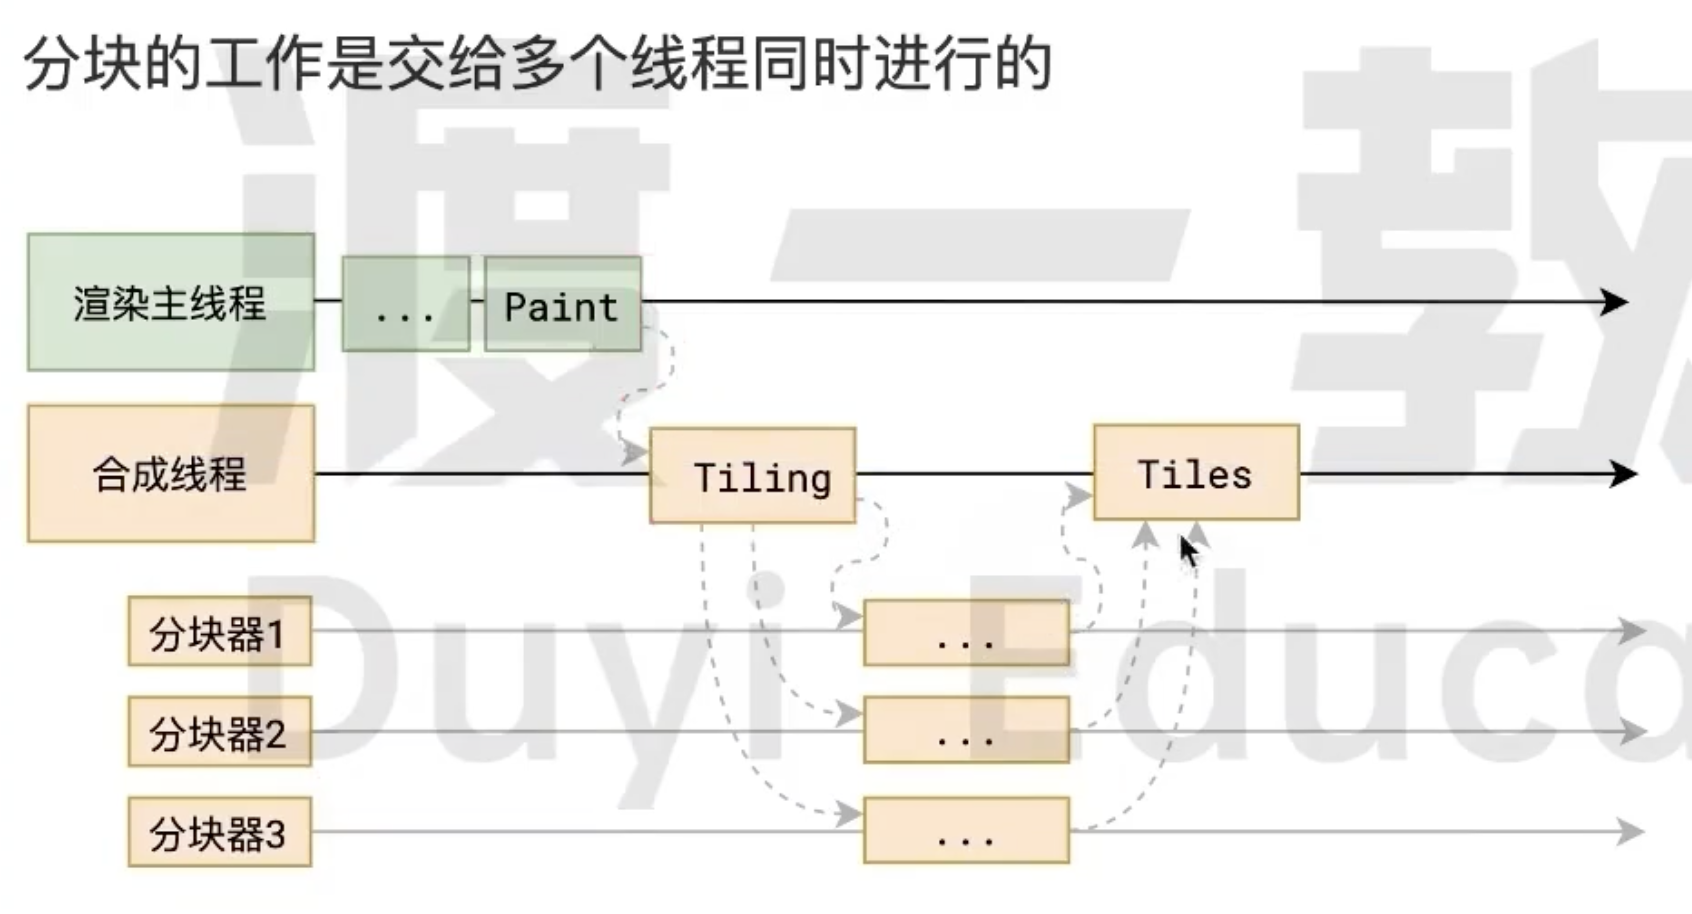 分块的工作是交给多个线程同时进行的
渡一教
渲染主线程
...
Paint
合成线程
Tiling
Tiles
Duyi Educa
分块器1
...
分块器2
...
分块器3
...